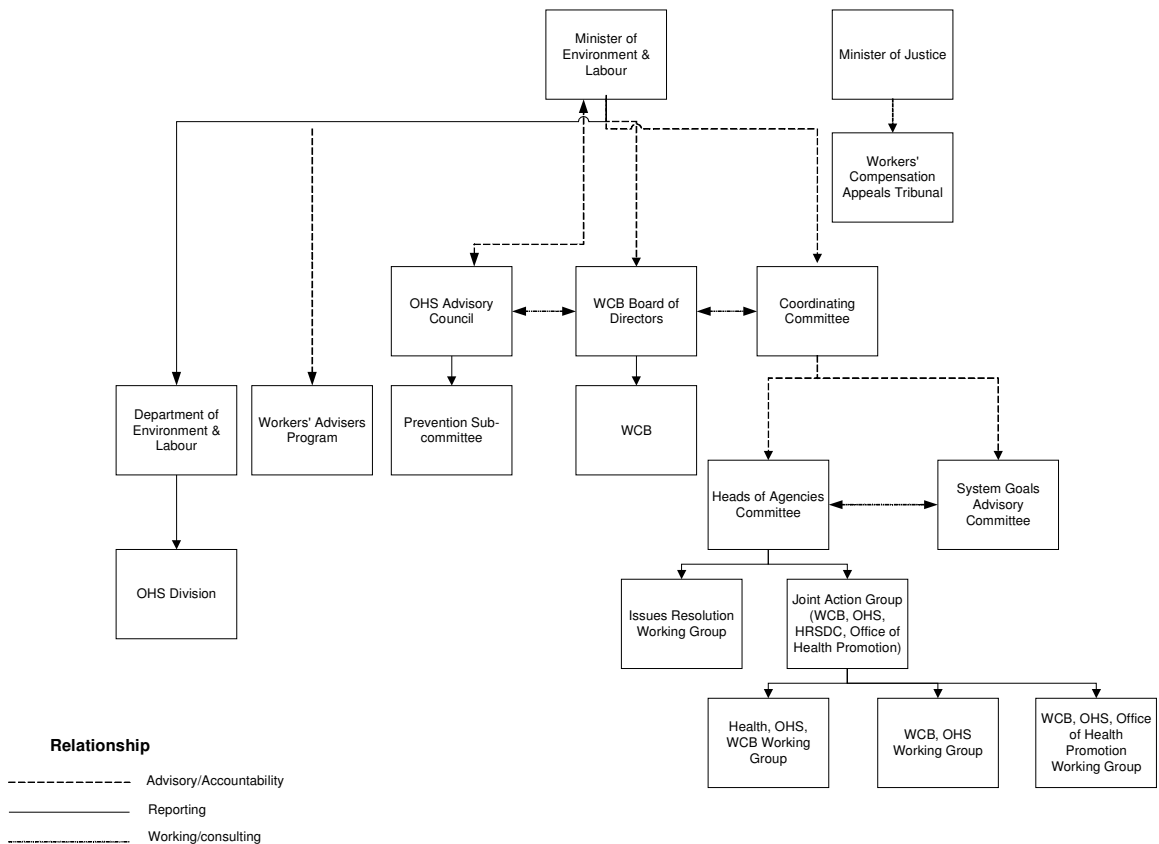 Minister of
Environment &
Labour
Minister of Justice
Workers'
Compensation
Appeals Tribunal
OHS Advisory
Council
WCB Board of
Directors
Coordinating
Committee
Department of
Environment &
Labour
Workers' Advisers
Program
Prevention Sub-
committee
WCB
Heads of Agencies
Committee
System Goals
Advisory
Committee
OHS Division
Issues Resolution
Working Group
Joint Action Group
(WCB, OHS,
HRSDC, Office of
Health Promotion)
Health, OHS,
WCB Working
Group
WCB, OHS
Working Group
WCB, OHS, Office
of Health
Promotion
Working Group
Relationship
Advisory/Accountability
Reporting
Working/consulting